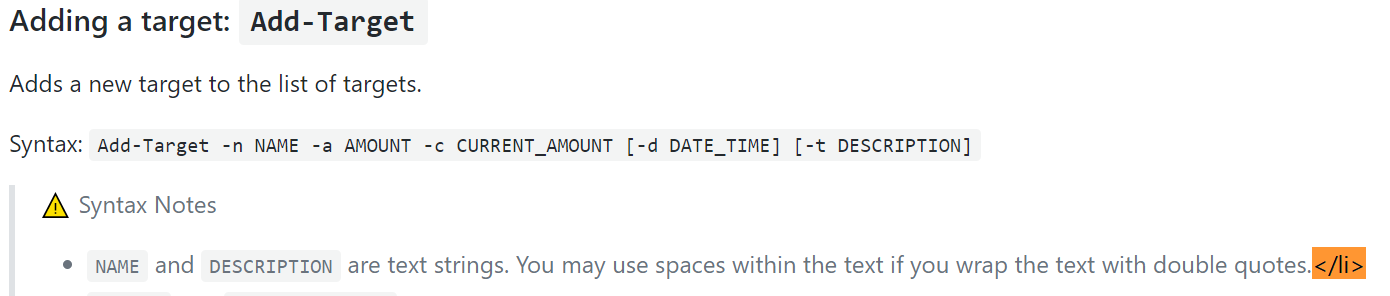 Adding a target: Add-Target
Adds a new target to the list of targets.
Syntax: Add-Target -n NAME -a AMOUNT -c CURRENT_AMOUNT [-d DATE_TIME] [-t DESCRIPTION]
⚠ Syntax Notes
• NAME and DESCRIPTION are text strings. You may use spaces within the text if you wrap the text with double quotes.</li>